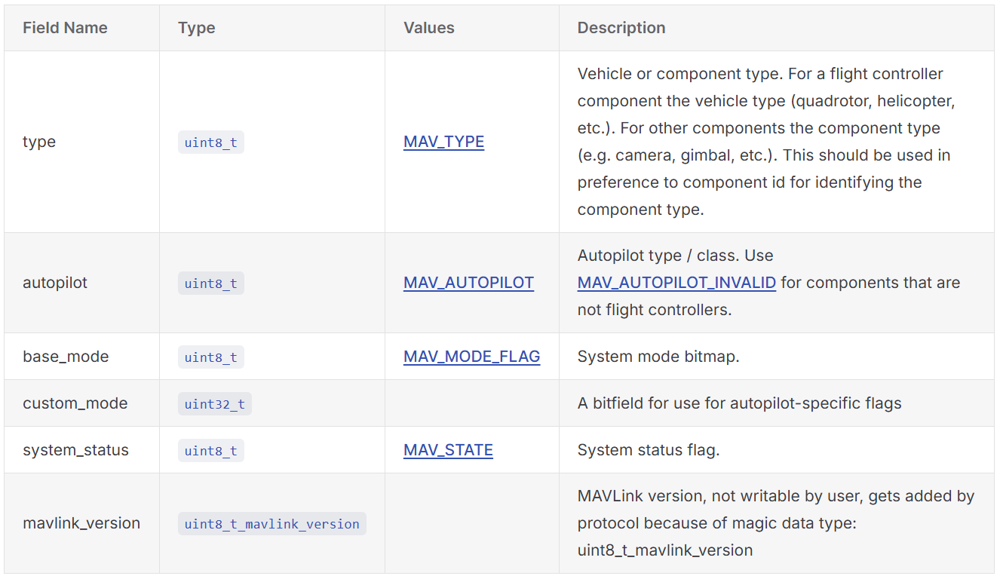 Field Name Type Values Description
Vehicle or component type. For a flight controller
component the vehicle type (quadrotor, helicopter,
etc.). For other components the component type
type uint8_t MAV_TYPE
(e.g. camera, gimbal, etc.). This should be used in
preference to component id for identifying the
component type.
Autopilot type / class. Use
autopilot uint8_t MAV_AUTOPILOT MAV_AUTOPILOT_INVALID for components that are
not flight controllers.
base_mode uint8_t MAV_MODE_FLAG System mode bitmap.
custom_mode uint32_t A bitfield for use for autopilot-specific flags
system_status uint8_t MAV_STATE System status flag.
MAVLink version, not writable by user, gets added by
mavlink_version uint8_t_mavlink_version protocol because of magic data type:
uint8_t_mavlink_version